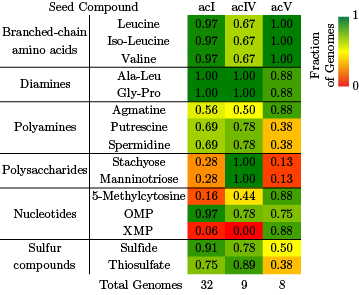 Seed Compound acI acIV acV
Branched-chain amino acids
Leucine 0.97 0.67 1.00
Iso-Leucine 0.97 0.67 1.00
Valine 0.97 0.67 1.00
Diamines
Ala-Leu 1.00 1.00 0.88
Gly-Pro 1.00 1.00 0.88
Polyamines
Agmatine 0.56 0.50 0.88
Putrescine 0.69 0.78 0.38
Spermidine 0.69 0.78 0.38
Polysaccharides
Stachyose 0.28 1.00 0.13
Manninotriose 0.28 1.00 0.13
Nucleotides
5-Methylcytosine 0.16 0.44 0.88
OMP 0.97 0.78 0.75
XMP 0.06 0.00 0.88
Sulfur compounds
Sulfide 0.91 0.78 0.50
Thiosulfate 0.75 0.89 0.38
Total Genomes 32 9 8
Fraction
of Genomes
1
0